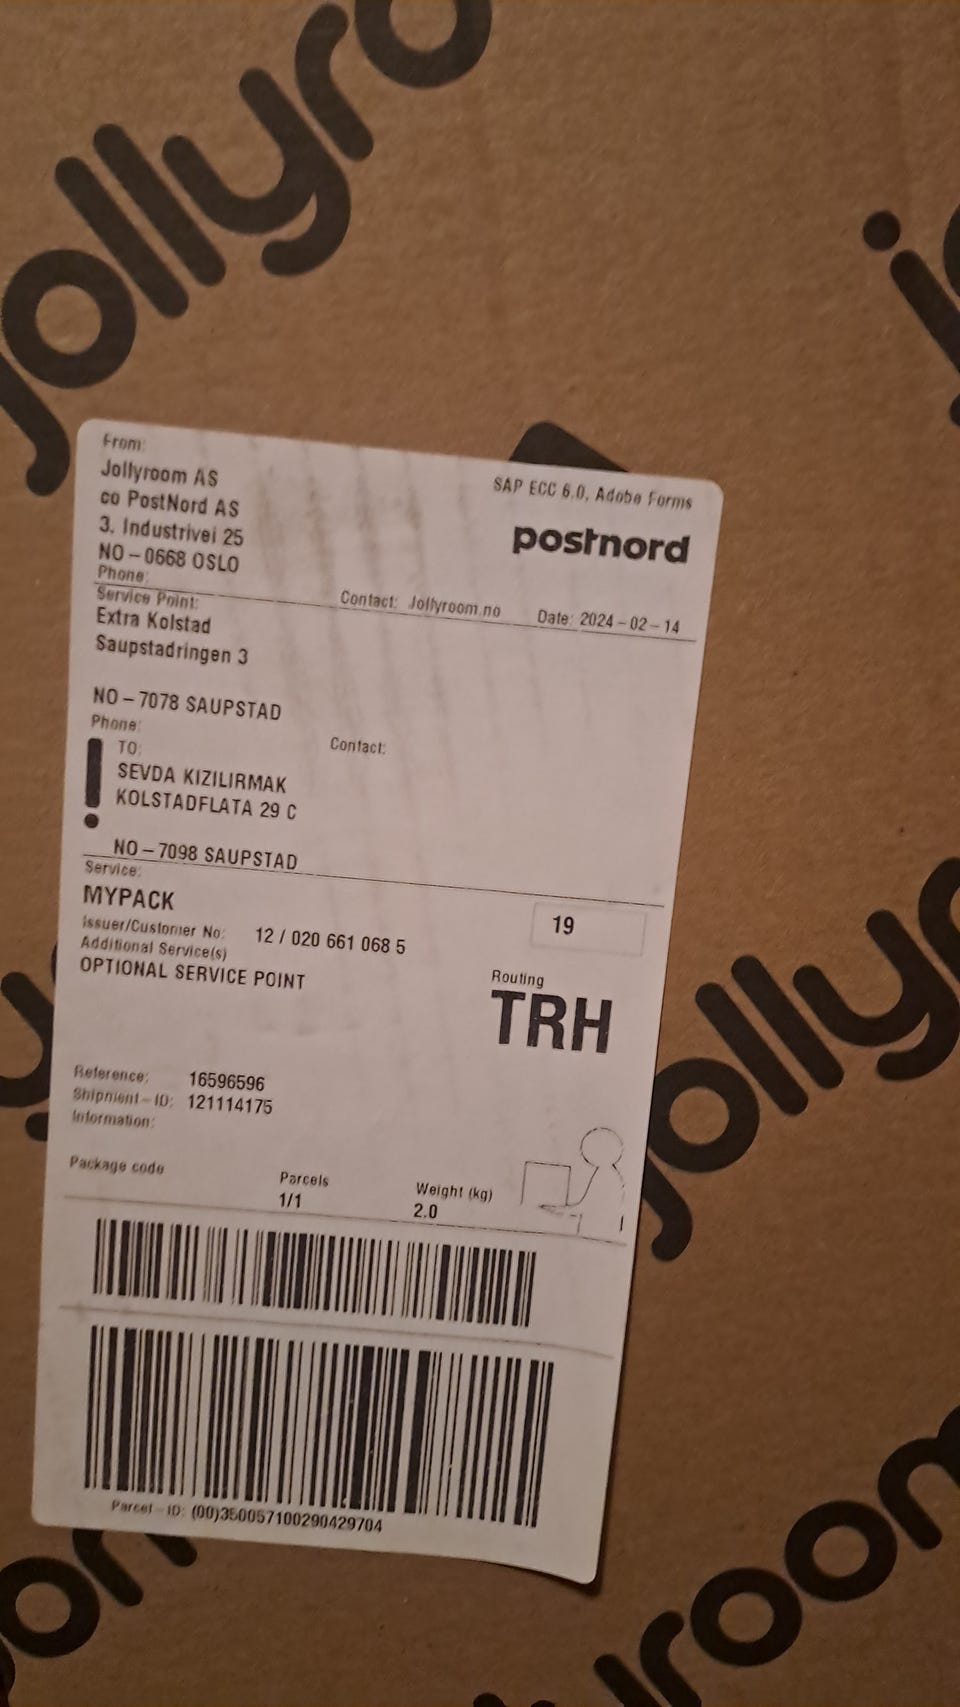 jollyro
jo
From:
Jollyroom AS
co PostNord AS
3. Industrivei 25
NO-0668 OSLO
Phone:
SAP ECC 6.0, Adobe Forms
postnord
Contact: Jollyroom.no
Date: 2024-02-14
Service Point:
Extra Kolstad
Saupstadringen 3
NO-7078 SAUPSTAD
Phone:
Contact:
!
TO:
SEVDA KIZILIRMAK
KOLSTADFLATA 29 C
NO-7098 SAUPSTAD
Service:
MYPACK
19
Issuer/Customer No: 12 / 020 661 068 5
Additional Service(s)
OPTIONAL SERVICE POINT
Routing
TRH
Reference: 16596596
Shipment-ID: 121114175
Information:
Package code
Parcels
1/1
Weight (kg)
2.0
Parcel-ID: (00)350057100290429704
jollyr
oom
room